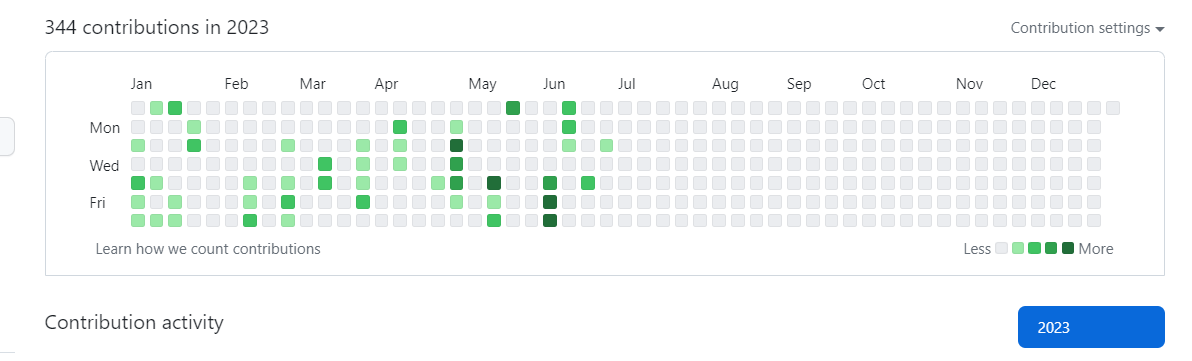 344 contributions in 2023
Contribution settings
Jan Feb Mar Apr May Jun Jul Aug Sep Oct Nov Dec
Mon
Wed
Fri
Learn how we count contributions
Less More
Contribution activity
2023